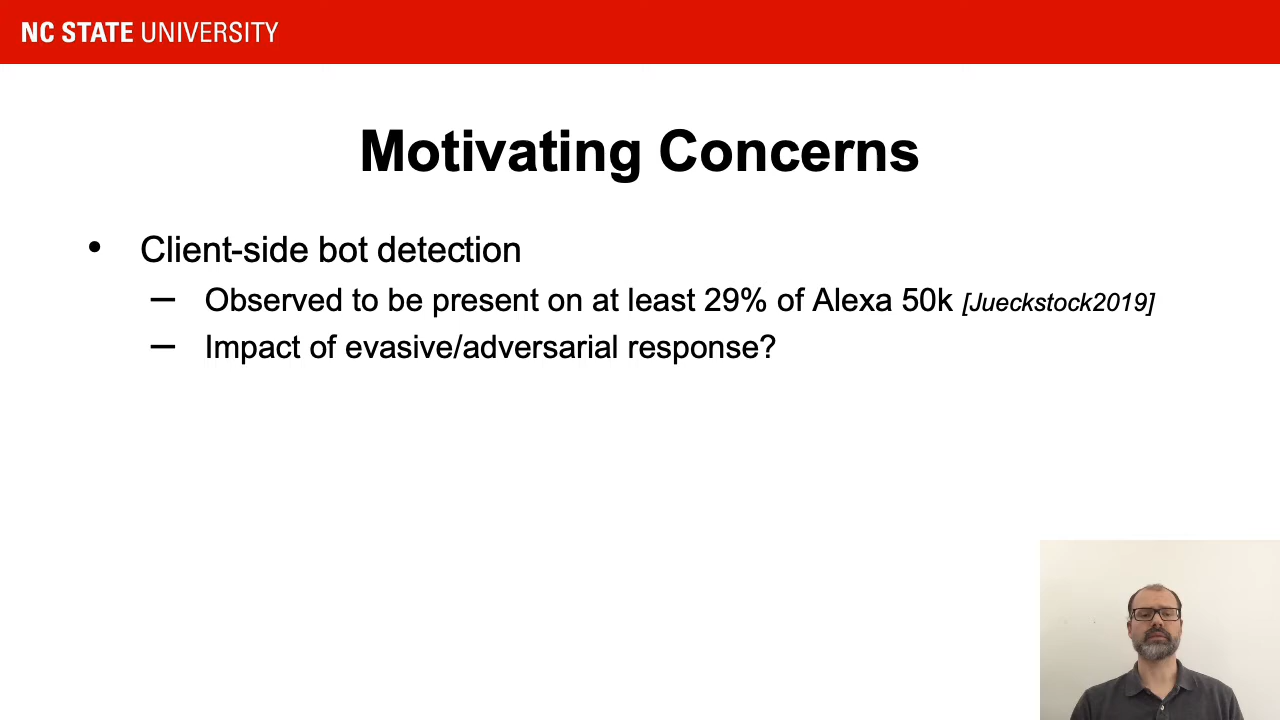 NC STATE UNIVERSITY
Motivating Concerns
• Client-side bot detection
– Observed to be present on at least 29% of Alexa 50k [Jueckstock2019]
– Impact of evasive/adversarial response?